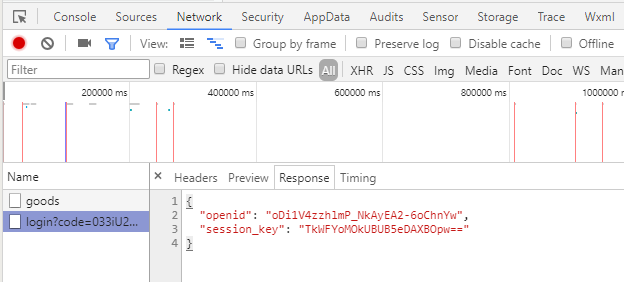 Console Sources Network Security AppData Audits Sensor Storage Trace Wxml
View: Group by frame Preserve log Disable cache Offline
Filter Regex Hide data URLs All XHR JS CSS Img Media Font Doc WS Man
200000 ms 400000 ms 600000 ms 800000 ms 1000000 ms
Name × Headers Preview Response Timing
goods
login?code=033iU2...
1 {
2 "openid": "oDi1V4zzhlmP_NkAyEA2-6oChnYw",
3 "session_key": "TkWFYoMOkUBUB5eDAXBOpw=="
4 }